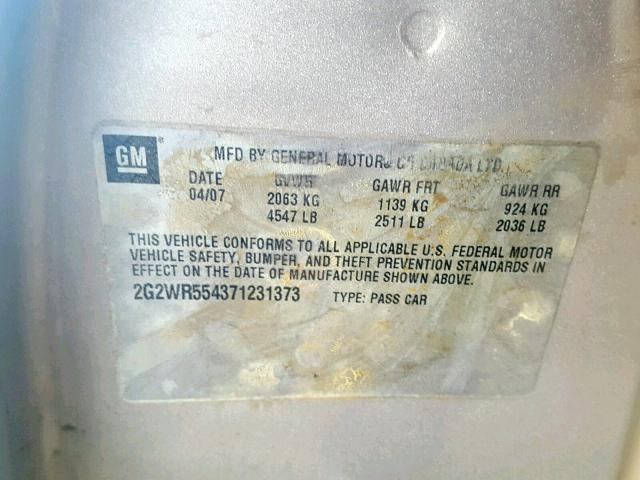 GM
MFD BY GENERAL MOTORS OF CANADA LTD.
DATE GVWR GAWR FRT GAWR RR
04/07 2063 KG 1139 KG 924 KG
4547 LB 2511 LB 2036 LB
THIS VEHICLE CONFORMS TO ALL APPLICABLE U.S. FEDERAL MOTOR
VEHICLE SAFETY, BUMPER, AND THEFT PREVENTION STANDARDS IN
EFFECT ON THE DATE OF MANUFACTURE SHOWN ABOVE.
2G2WR554371231373 TYPE: PASS CAR